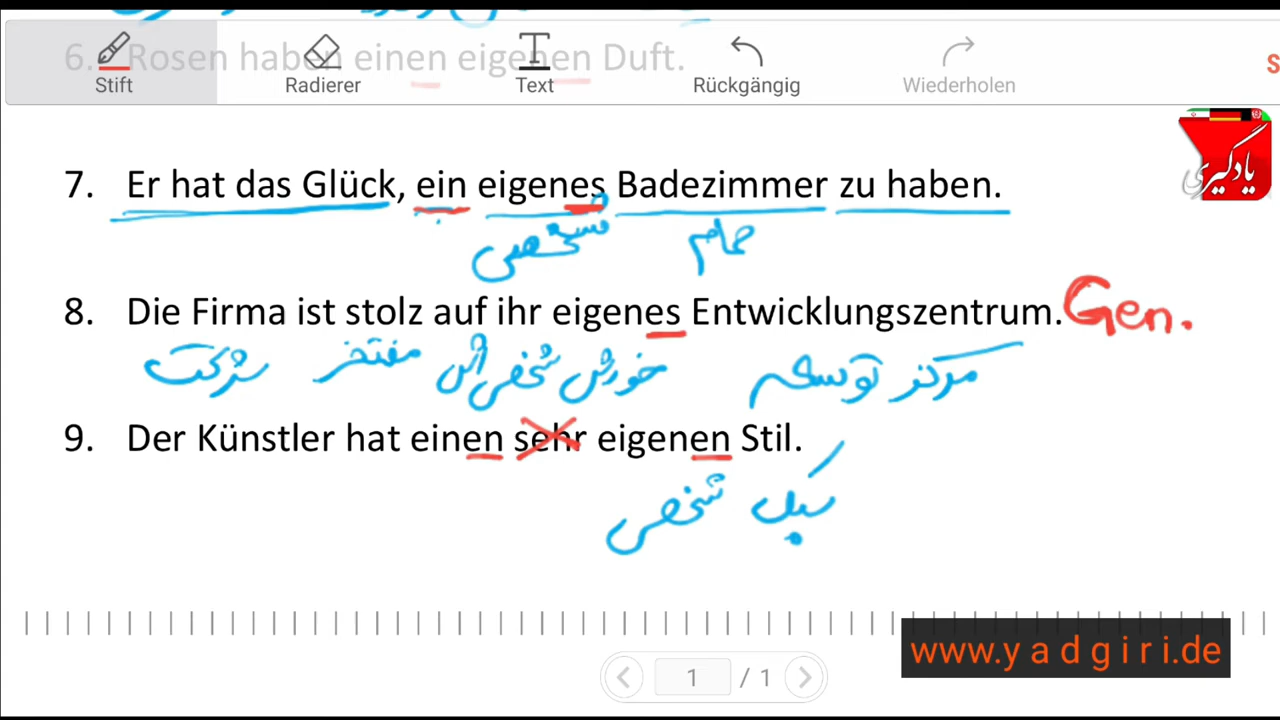 6. Rosen haben einen eigenen Duft.
Stift Radierer Text Rückgängig Wiederholen
S
یادگیری
7. Er hat das Glück, ein eigenes Badezimmer zu haben.
حمام شخصی
8. Die Firma ist stolz auf ihr eigenes Entwicklungszentrum. Gen.
شرکت مفتخر خودش شخصی اش مرکز توسعه
9. Der Künstler hat einen sehr eigenen Stil.
سبک شخصی
www.yadgiri.de
1 / 1